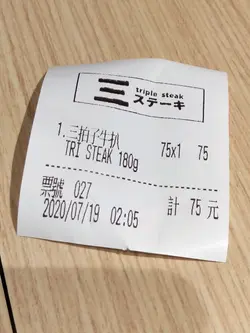 triple steak
三ステーキ
1. 三拍子牛扒 75x1 75
TRI STEAK 180g
票號 027 計 75 元
2020/07/19 02:05